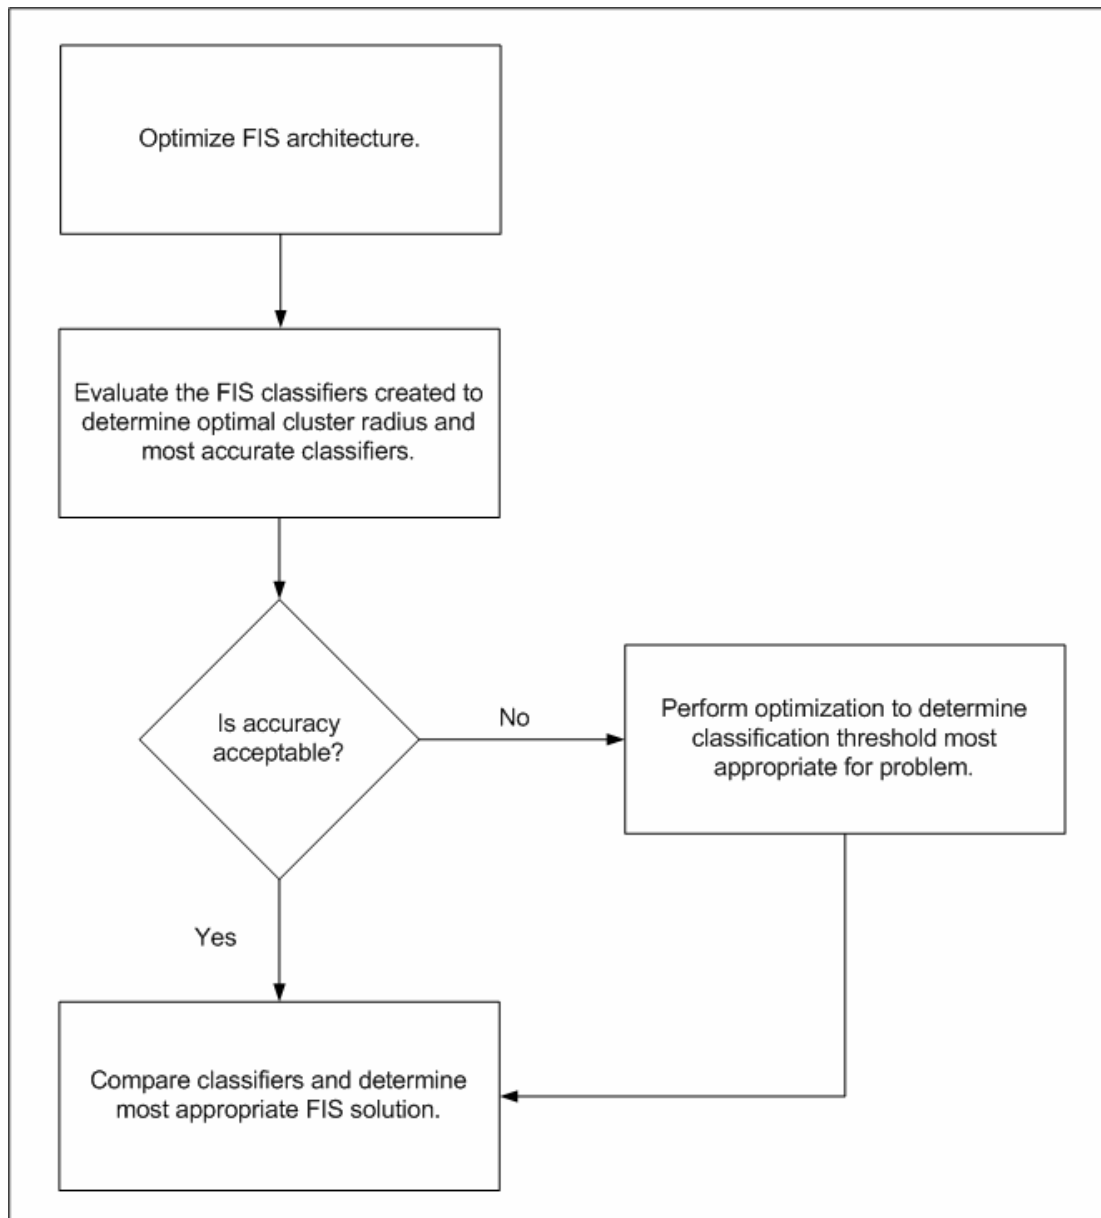 Optimize FIS architecture.
Evaluate the FIS classifiers created to
determine optimal cluster radius and
most accurate classifiers.
Is accuracy
acceptable?
No
Perform optimization to determine
classification threshold most
appropriate for problem.
Yes
Compare classifiers and determine
most appropriate FIS solution.